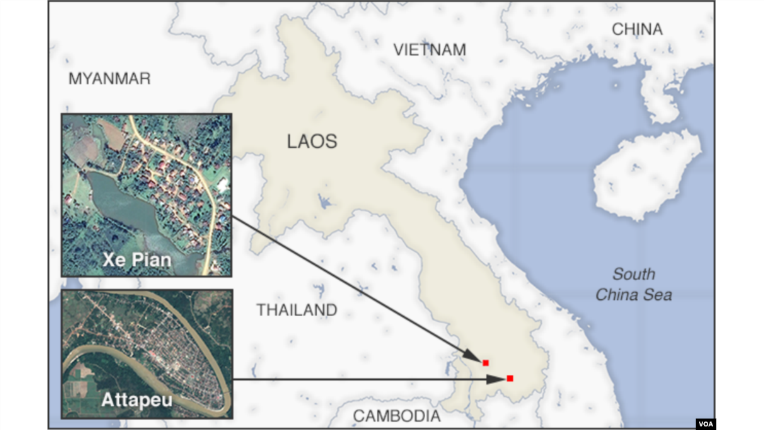 CHINA
VIETNAM
MYANMAR
LAOS
Xe Pian
South
China Sea
THAILAND
Attapeu
CAMBODIA
VOA